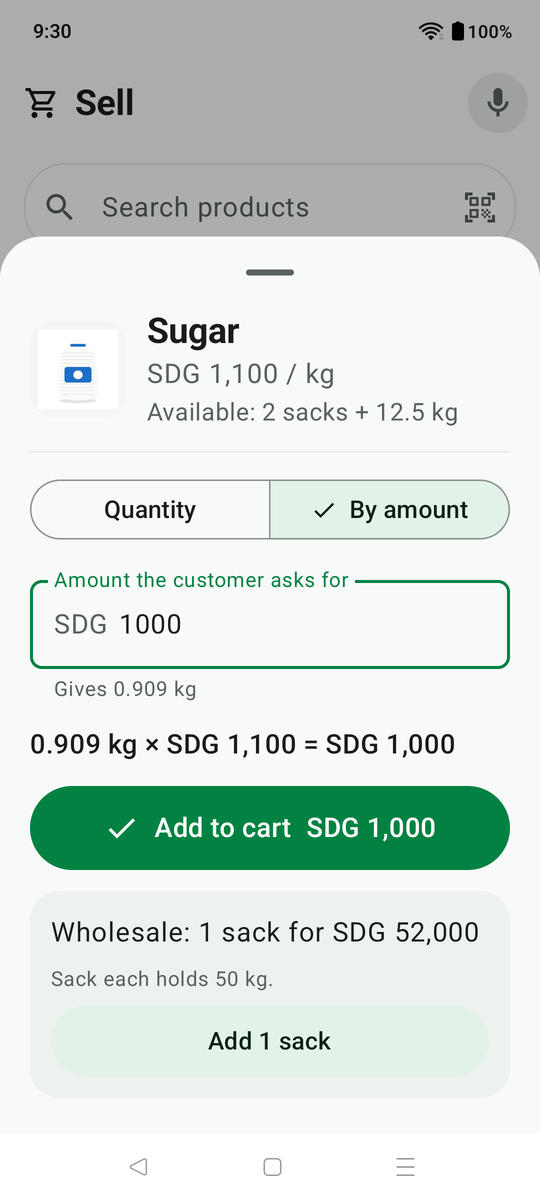 9:30
100%
Sell
Search products
Sugar
SDG 1,100 / kg
Available: 2 sacks + 12.5 kg
Quantity
By amount
Amount the customer asks for
SDG 1000
Gives 0.909 kg
0.909 kg × SDG 1,100 = SDG 1,000
Add to cart SDG 1,000
Wholesale: 1 sack for SDG 52,000
Sack each holds 50 kg.
Add 1 sack